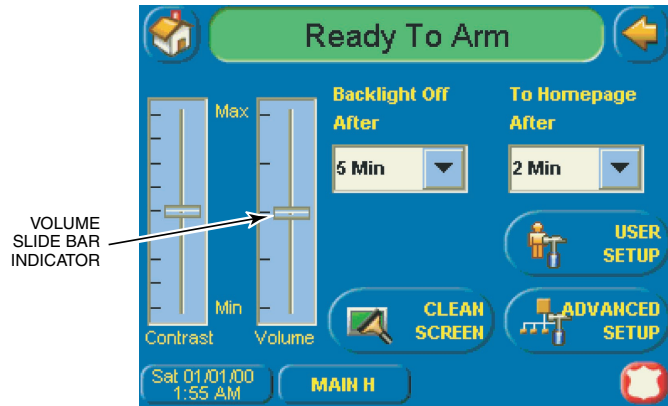 Ready To Arm
Backlight Off
After
To Homepage
After
Max
5 Min
2 Min
VOLUME
SLIDE BAR
INDICATOR
USER
SETUP
Min
CLEAN
SCREEN
ADVANCED
SETUP
Contrast
Volume
Sat 01/01/00
1:55 AM
MAIN H